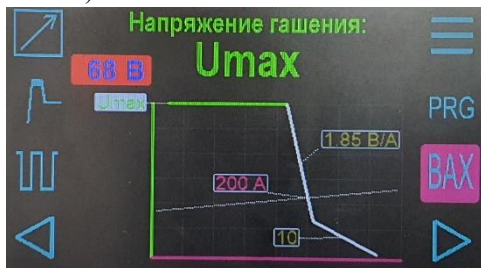 Напряжение гашения:
Umax
68 В
Umax
PRG
1.85 В/А
ВАХ
200 А
10